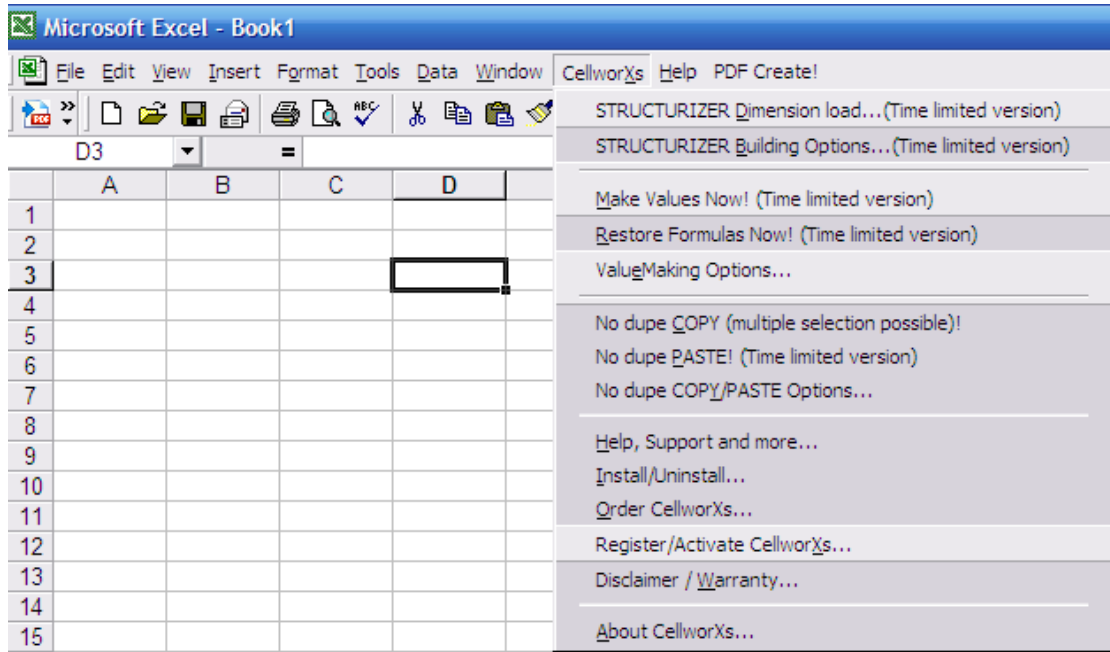 Microsoft Excel - Book1
File Edit View Insert Format Tools Data Window CellworXs Help PDF Create!
ABC
D3 =
A B C D
1
2
3
4
5
6
7
8
9
10
11
12
13
14
15
STRUCTURIZER Dimension load...(Time limited version)
STRUCTURIZER Building Options...(Time limited version)
Make Values Now! (Time limited version)
Restore Formulas Now! (Time limited version)
ValueMaking Options...
No dupe COPY (multiple selection possible)!
No dupe PASTE! (Time limited version)
No dupe COPY/PASTE Options...
Help, Support and more...
Install/Uninstall...
Order CellworXs...
Register/Activate CellworXs...
Disclaimer / Warranty...
About CellworXs...